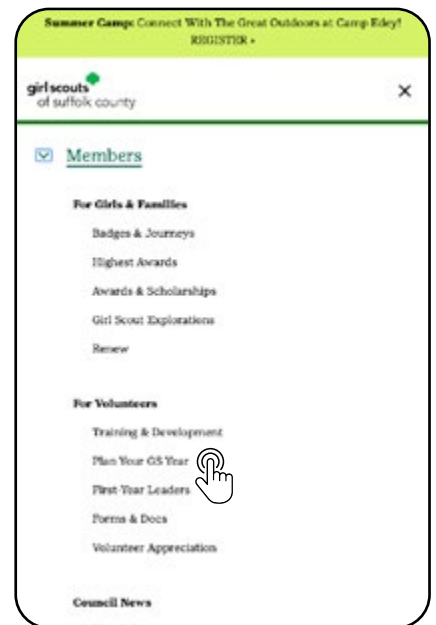 Summer Camp: Connect With The Great Outdoors at Camp Edey!
REGISTER »
girl scouts
of suffolk county
Members
For Girls & Families
Badges & Journeys
Highest Awards
Awards & Scholarships
Girl Scout Explorations
Renew
For Volunteers
Training & Development
Plan Your GS Year
First-Year Leaders
Forms & Docs
Volunteer Appreciation
Council News